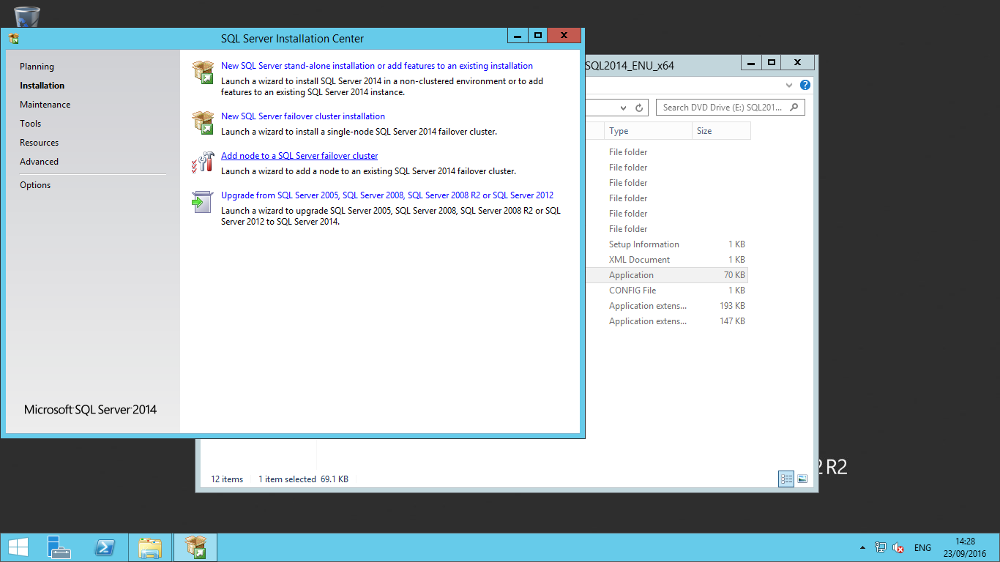 SQL Server Installation Center
Planning
Installation
Maintenance
Tools
Resources
Advanced
Options
Microsoft SQL Server 2014
New SQL Server stand-alone installation or add features to an existing installation
Launch a wizard to install SQL Server 2014 in a non-clustered environment or to add
features to an existing SQL Server 2014 instance.
New SQL Server failover cluster installation
Launch a wizard to install a single-node SQL Server 2014 failover cluster.
Add node to a SQL Server failover cluster
Launch a wizard to add a node to an existing SQL Server 2014 failover cluster.
Upgrade from SQL Server 2005, SQL Server 2008, SQL Server 2008 R2 or SQL Server 2012
Launch a wizard to upgrade SQL Server 2005, SQL Server 2008, SQL Server 2008 R2 or SQL
Server 2012 to SQL Server 2014.
SQL2014_ENU_x64
Search DVD Drive (E:) SQL201...
Type Size
File folder
File folder
File folder
File folder
File folder
File folder
Setup Information 1 KB
XML Document 1 KB
Application 70 KB
CONFIG File 1 KB
Application extens... 193 KB
Application extens... 147 KB
12 items 1 item selected 69.1 KB
2 R2
ENG
14:28
23/09/2016